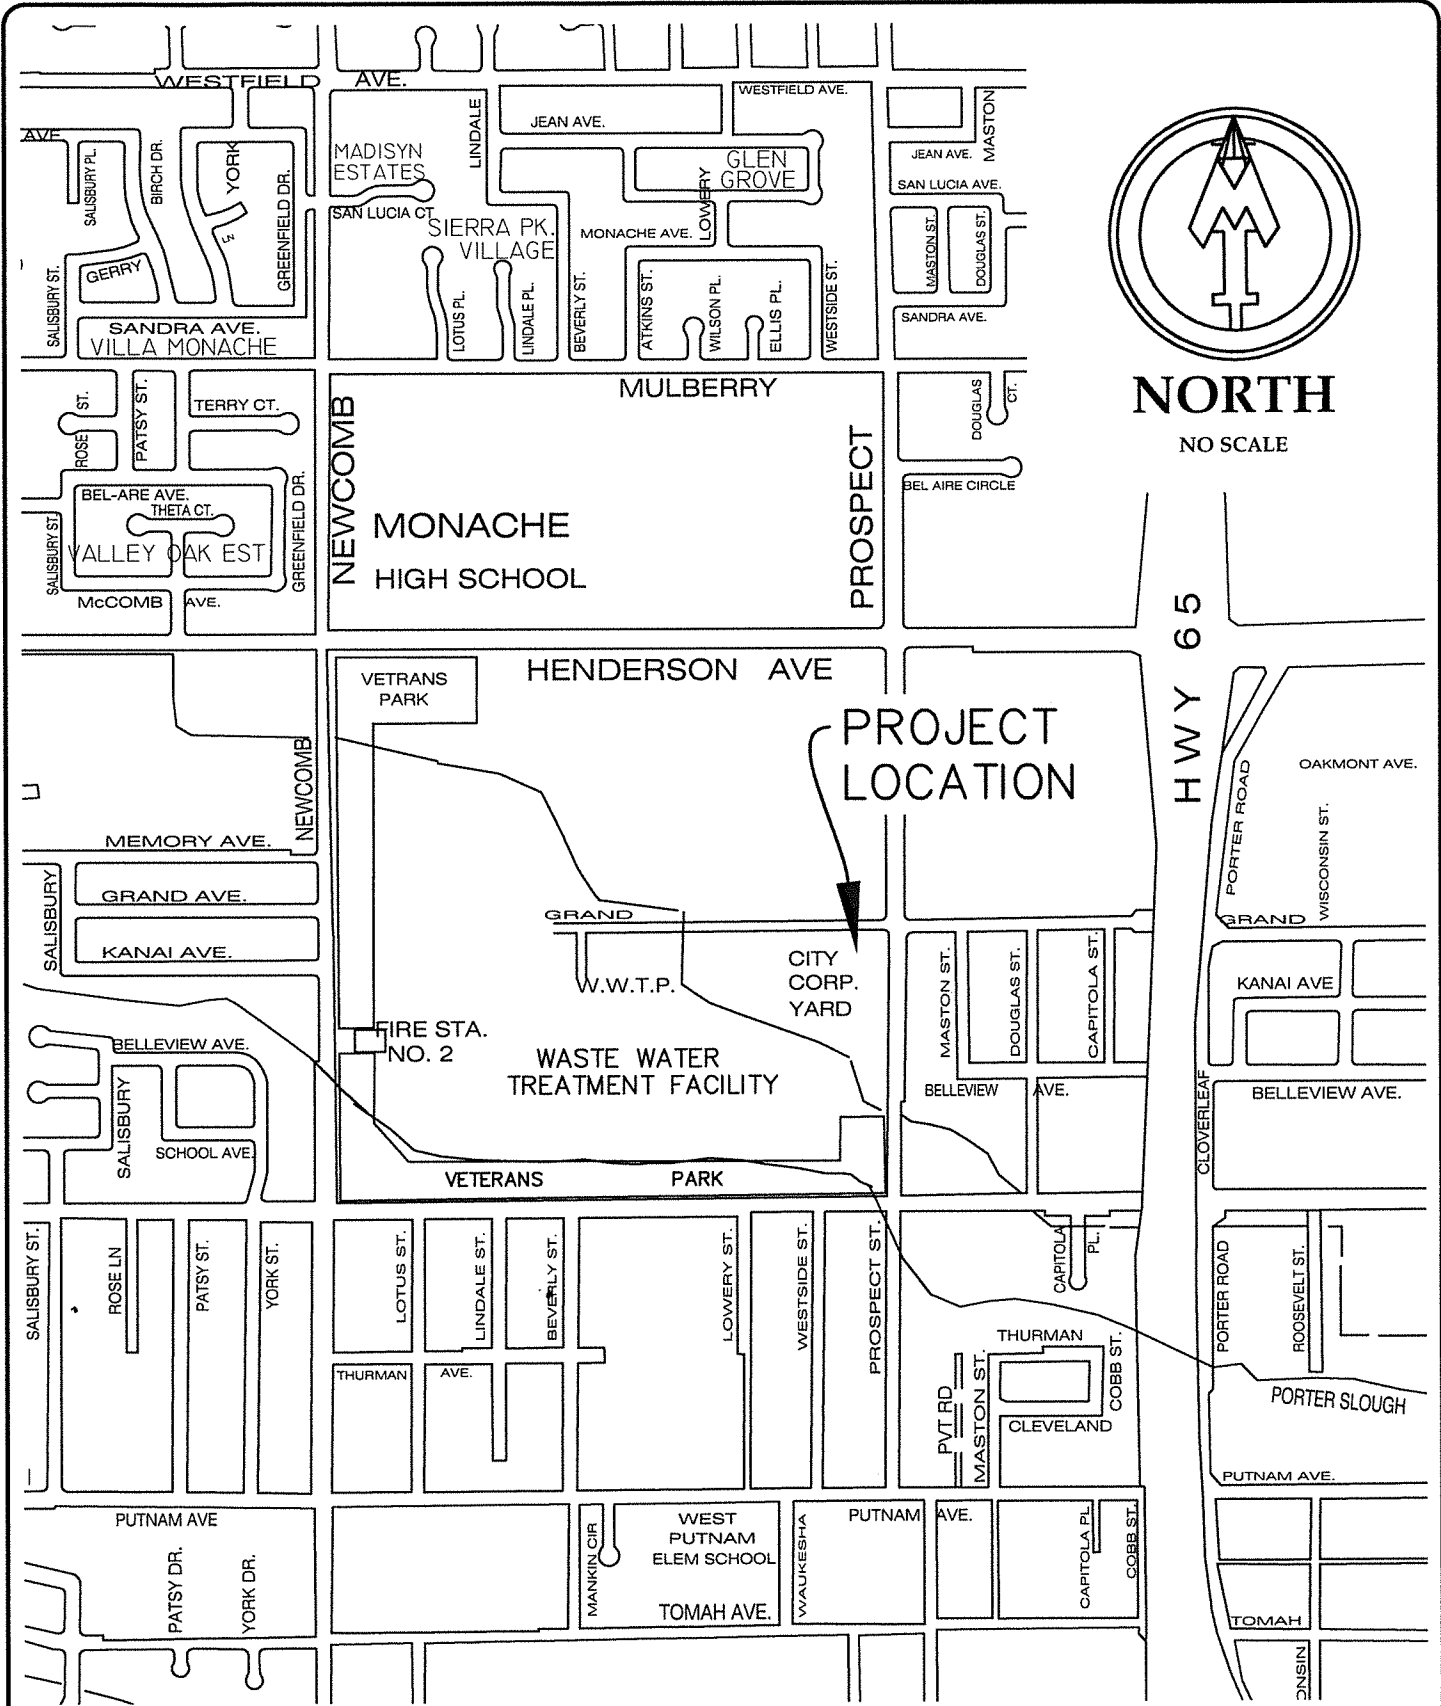 WESTFIELD AVE.
WESTFIELD AVE.
AVE
SALISBURY PL.
BIRCH DR.
YORK
LN
GREENFIELD DR.
MADISYN
ESTATES
SAN LUCIA CT
LINDALE
JEAN AVE.
GLEN
GROVE
LOWERY
MASTON
JEAN AVE.
SAN LUCIA AVE.
SIERRA PK.
VILLAGE
MONACHE AVE.
MASTON ST.
DOUGLAS ST.
GERRY
SALISBURY ST.
LOTUS PL.
LINDALE PL.
BEVERLY ST.
ATKINS ST.
WILSON PL.
ELLIS PL.
WESTSIDE ST.
SANDRA AVE.
SANDRA AVE.
VILLA MONACHE
MULBERRY
NORTH
NO SCALE
ROSE ST.
PATSY ST.
TERRY CT.
NEWCOMB
PROSPECT
DOUGLAS CT.
BEL AIRE CIRCLE
BEL-ARE AVE.
THETA CT.
SALISBURY ST.
VALLEY OAK EST
GREENFIELD DR.
McCOMB AVE.
MONACHE
HIGH SCHOOL
HWY 65
HENDERSON AVE
VETRANS
PARK
PROJECT
LOCATION
NEWCOMB
OAKMONT AVE.
PORTER ROAD
WISCONSIN ST.
MEMORY AVE.
SALISBURY
GRAND AVE.
KANAI AVE.
GRAND
GRAND
W.W.T.P.
CITY
CORP.
YARD
MASTON ST.
DOUGLAS ST.
CAPITOLA ST.
KANAI AVE
FIRE STA.
NO. 2
WASTE WATER
TREATMENT FACILITY
BELLEVIEW AVE.
BELLEVIEW AVE.
BELLEVIEW AVE.
CLOVERLEAF
SALISBURY
SCHOOL AVE.
VETERANS PARK
SALISBURY ST.
ROSE LN
PATSY ST.
YORK ST.
LOTUS ST.
LINDALE ST.
BEVERLY ST.
LOWERY ST.
WESTSIDE ST.
PROSPECT ST.
CAPITOLA PL.
PORTER ROAD
ROOSEVELT ST.
THURMAN AVE.
THURMAN
PVT RD
MASTON ST.
COBB ST.
CLEVELAND
PORTER SLOUGH
PUTNAM AVE.
PUTNAM AVE
MANKIN CIR
WEST
PUTNAM
ELEM SCHOOL
WAUKESHA
PUTNAM AVE.
CAPITOLA PL
COBB ST.
PATSY DR.
YORK DR.
TOMAH AVE.
TOMAH
ONSIN